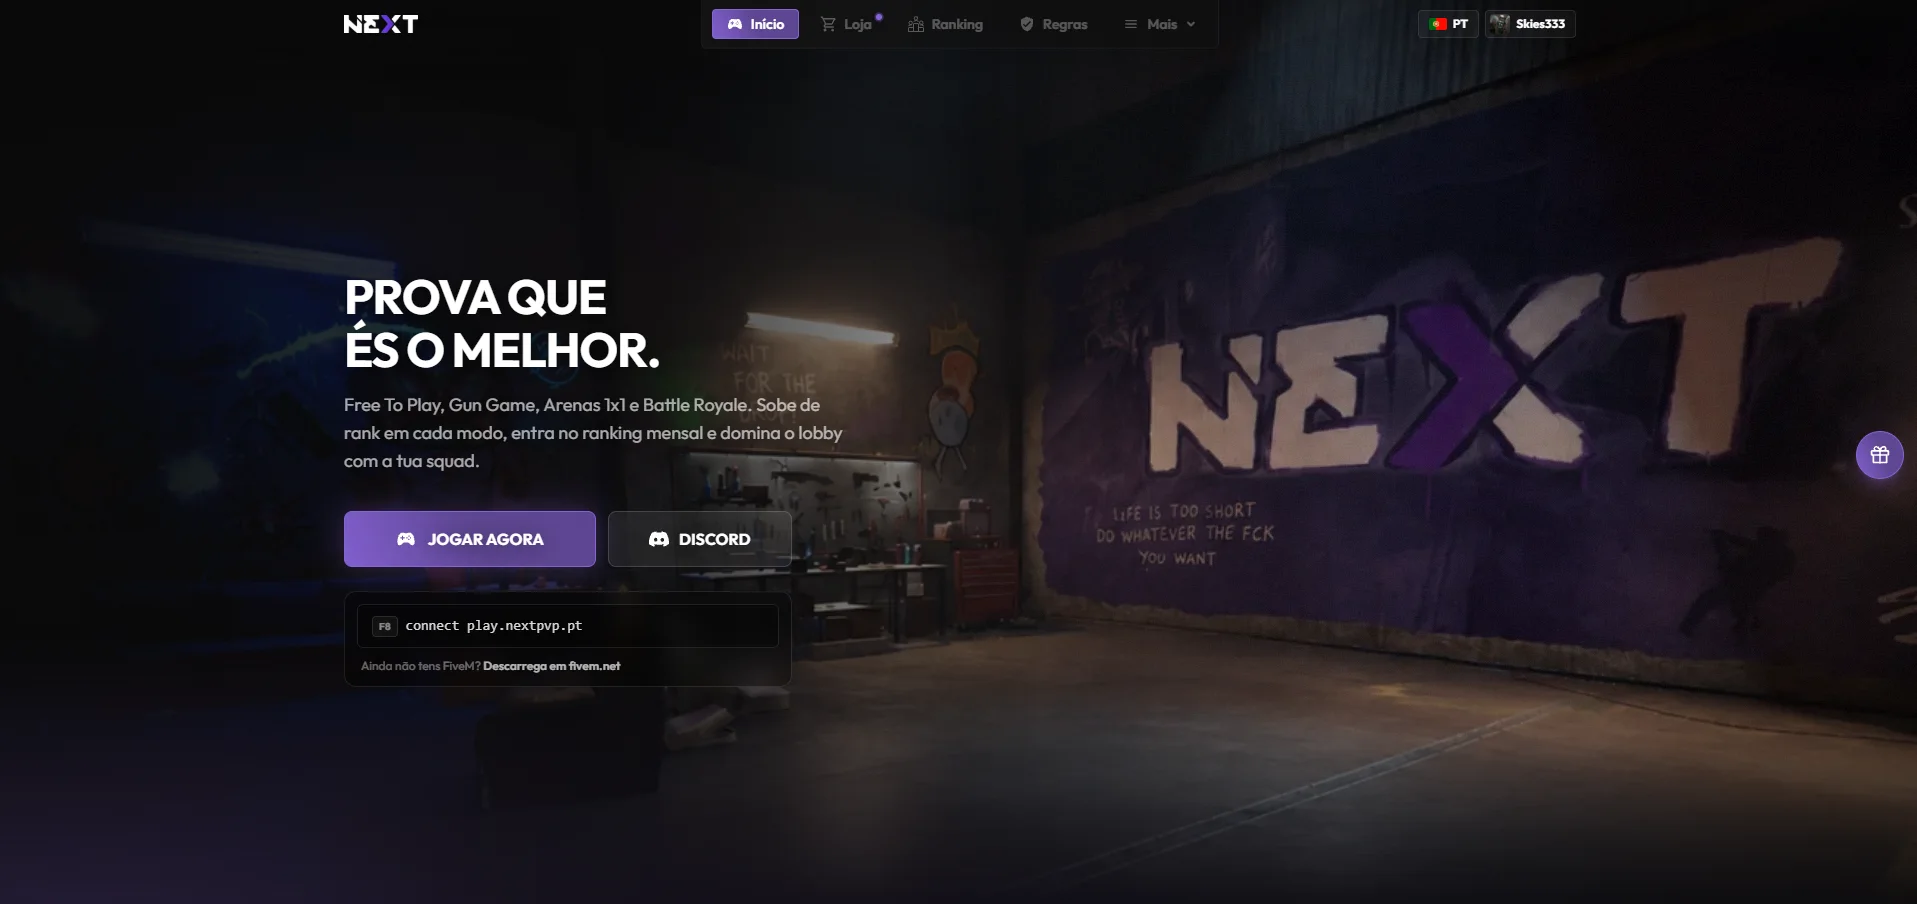 NEXT
Início
Loja
Ranking
Regras
Mais
PT
Skies333
PROVA QUE
ÉS O MELHOR.
Free To Play, Gun Game, Arenas 1x1 e Battle Royale. Sobe de
rank em cada modo, entra no ranking mensal e domina o lobby
com a tua squad.
JOGAR AGORA
DISCORD
F8 connect play.nextpvp.pt
Ainda não tens FiveM? Descarrega em fivem.net
WAIT
FOR THE
NEXT
LIFE IS TOO SHORT
DO WHATEVER THE FCK
YOU WANT